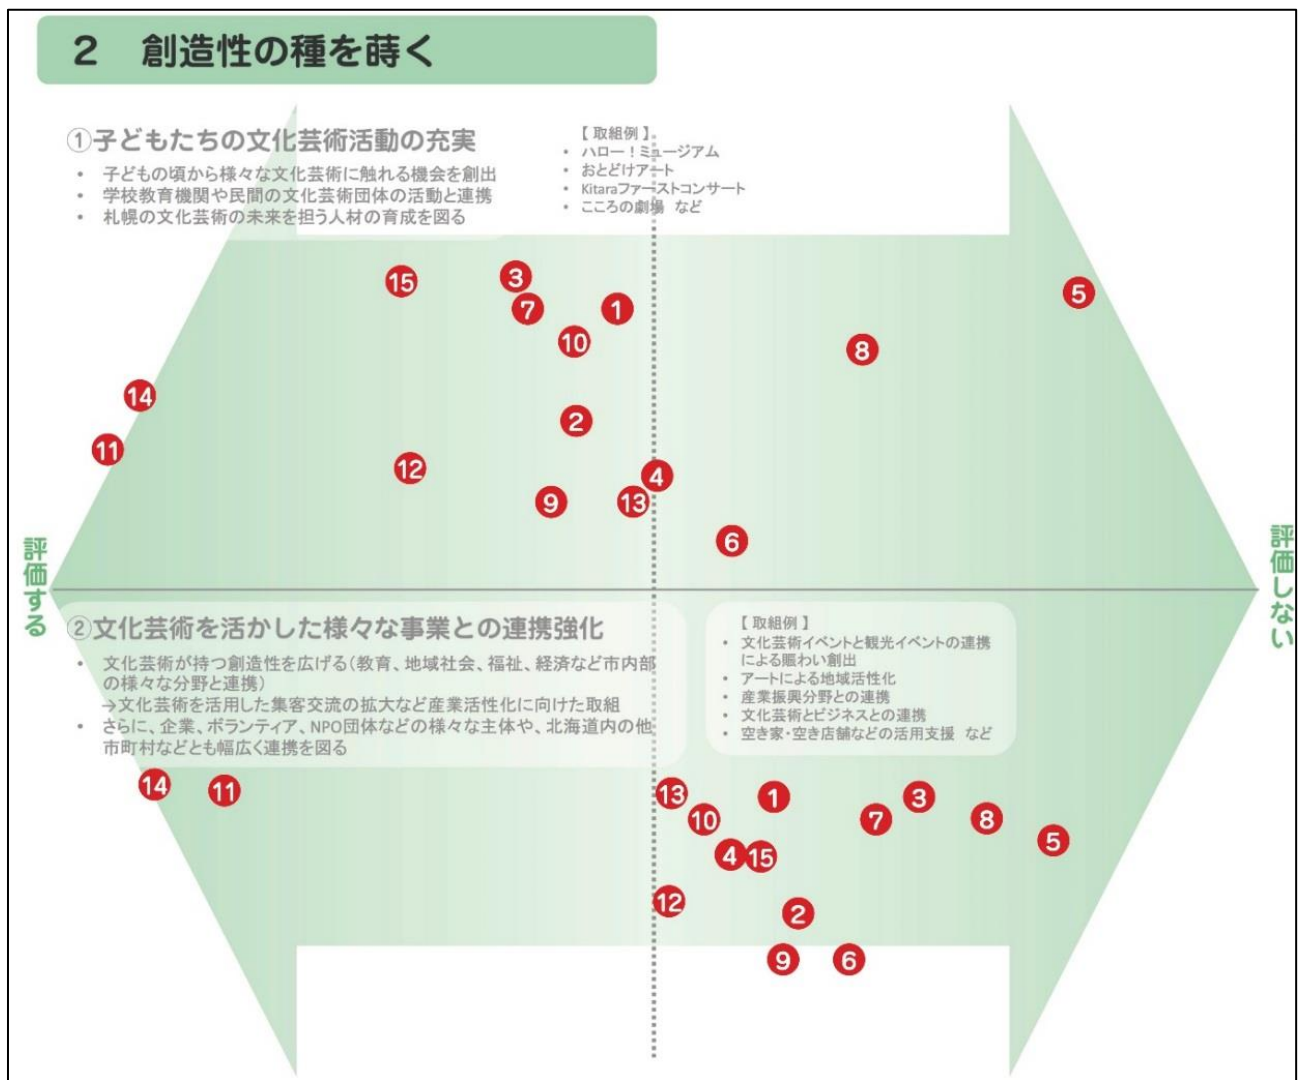 2 創造性の種を蒔く
①子どもたちの文化芸術活動の充実
・ 子どもの頃から様々な文化芸術に触れる機会を創出
・ 学校教育機関や民間の文化芸術団体の活動と連携
・ 札幌の文化芸術の未来を担う人材の育成を図る
【 取組例 】
・ ハロー!ミュージアム
・ おとどけアート
・ Kitaraファーストコンサート
・ こころの劇場 など
15
3
7
1
10
5
8
14
2
11
12
4
9
13
6
評価する
評価しない
②文化芸術を活かした様々な事業との連携強化
・ 文化芸術が持つ創造性を広げる(教育、地域社会、福祉、経済など市内部
の様々な分野と連携)
→文化芸術を活用した集客交流の拡大など産業活性化に向けた取組
・ さらに、企業、ボランティア、NPO団体などの様々な主体や、北海道内の他
市町村などとも幅広く連携を図る
【 取組例 】
・ 文化芸術イベントと観光イベントの連携
による賑わい創出
・ アートによる地域活性化
・ 産業振興分野との連携
・ 文化芸術とビジネスとの連携
・ 空き家・空き店舗などの活用支援 など
14
11
13
1
3
10
7
8
5
4
15
12
2
9
6